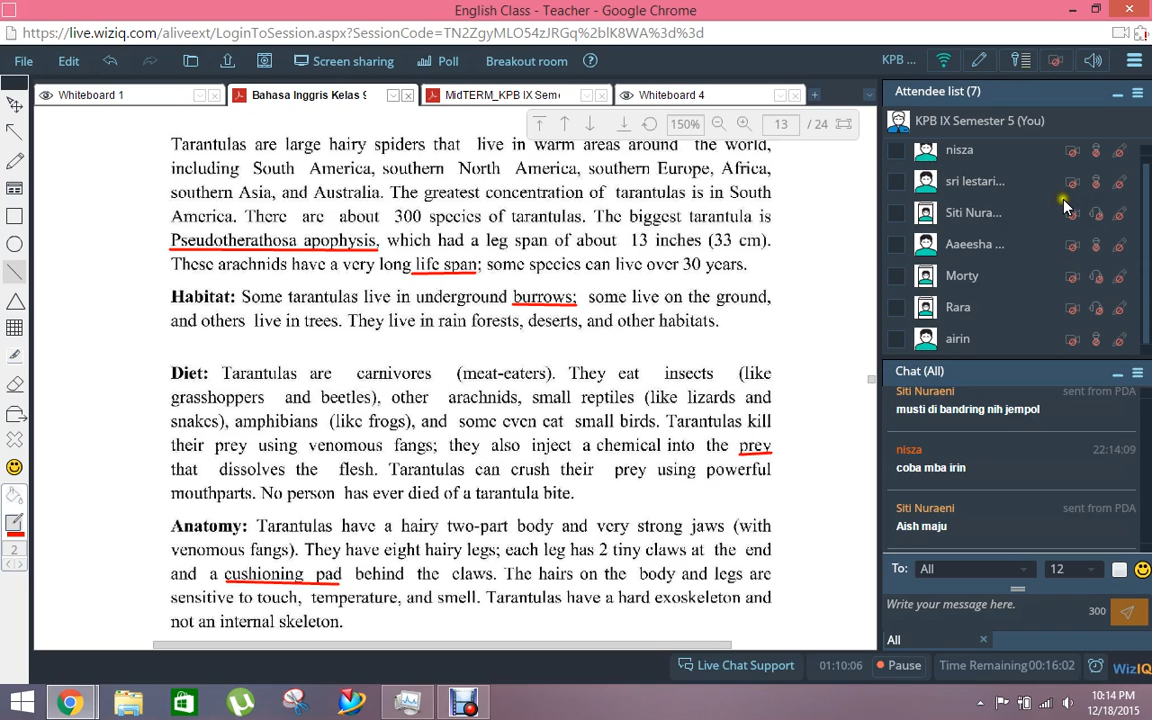 English Class - Teacher - Google Chrome
https://live.wiziq.com/aliveext/LoginToSession.aspx?SessionCode=TN2ZgyMLO54zJRGq%2blK8WA%3d%3d
File Edit Screen sharing Poll Breakout room KPB ...
Whiteboard 1 Bahasa Inggris Kelas 9 MidTERM_KPB IX Seme Whiteboard 4
150% 13 / 24
Tarantulas are large hairy spiders that live in warm areas around the world,
including South America, southern North America, southern Europe, Africa,
southern Asia, and Australia. The greatest concentration of tarantulas is in South
America. There are about 300 species of tarantulas. The biggest tarantula is
Pseudotherathosa apophysis, which had a leg span of about 13 inches (33 cm).
These arachnids have a very long life span; some species can live over 30 years.
Habitat: Some tarantulas live in underground burrows; some live on the ground,
and others live in trees. They live in rain forests, deserts, and other habitats.
Diet: Tarantulas are carnivores (meat-eaters). They eat insects (like
grasshoppers and beetles), other arachnids, small reptiles (like lizards and
snakes), amphibians (like frogs), and some even eat small birds. Tarantulas kill
their prey using venomous fangs; they also inject a chemical into the prey
that dissolves the flesh. Tarantulas can crush their prey using powerful
mouthparts. No person has ever died of a tarantula bite.
Anatomy: Tarantulas have a hairy two-part body and very strong jaws (with
venomous fangs). They have eight hairy legs; each leg has 2 tiny claws at the end
and a cushioning pad behind the claws. The hairs on the body and legs are
sensitive to touch, temperature, and smell. Tarantulas have a hard exoskeleton and
not an internal skeleton.
2
Attendee list (7)
KPB IX Semester 5 (You)
nisza
sri lestari...
Siti Nura...
Aaeesha ...
Morty
Rara
airin
Chat (All)
Siti Nuraeni sent from PDA
musti di bandring nih jempol
nisza 22:14:09
coba mba irin
Siti Nuraeni sent from PDA
Aish maju
To: All 12
Write your message here. 300
All
Live Chat Support 01:10:06 Pause Time Remaining 00:16:02 WizIQ
10:14 PM
12/18/2015